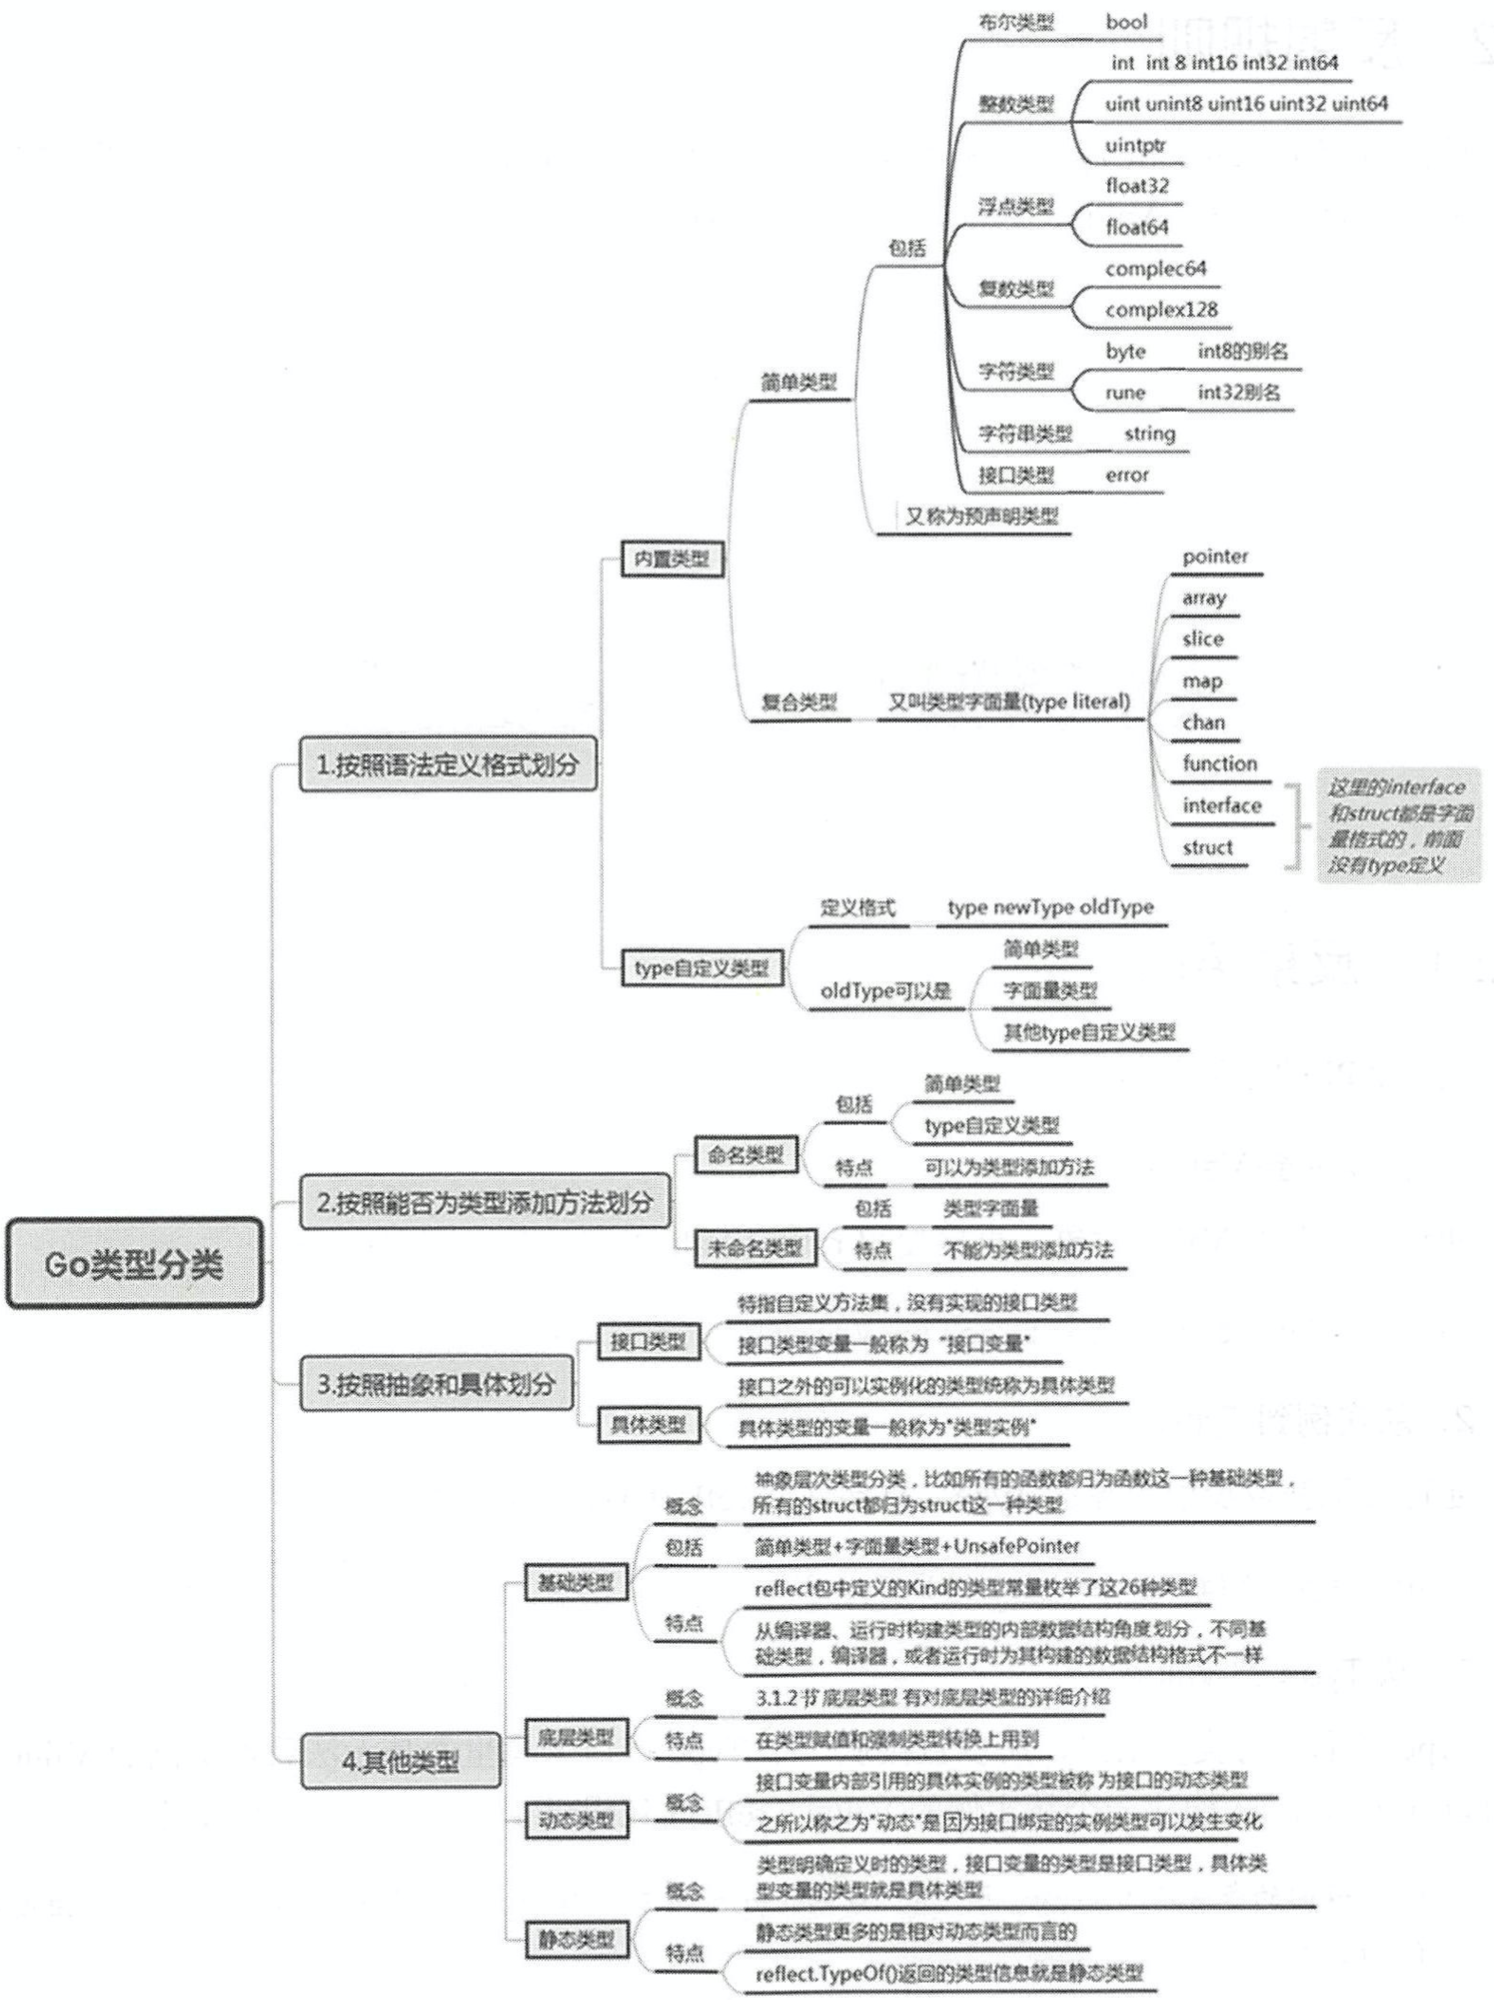 Go类型分类
1.按照语法定义格式划分
内置类型
简单类型
包括
布尔类型 bool
整数类型
int int 8 int16 int32 int64
uint unint8 uint16 uint32 uint64
uintptr
浮点类型
float32
float64
复数类型
complec64
complex128
字符类型
byte int8的别名
rune int32别名
字符串类型 string
接口类型 error
又称为预声明类型
复合类型 又叫类型字面量(type literal)
pointer
array
slice
map
chan
function
interface
struct
这里的interface
和struct都是字面
量格式的，前面
没有type定义
type自定义类型
定义格式 type newType oldType
oldType可以是
简单类型
字面量类型
其他type自定义类型
2.按照能否为类型添加方法划分
命名类型
包括
简单类型
type自定义类型
特点 可以为类型添加方法
未命名类型
包括 类型字面量
特点 不能为类型添加方法
3.按照抽象和具体划分
接口类型
特指自定义方法集，没有实现的接口类型
接口类型变量一般称为 "接口变量"
具体类型
接口之外的可以实例化的类型统称为具体类型
具体类型的变量一般称为"类型实例"
4.其他类型
基础类型
概念
抽象层次类型分类，比如所有的函数都归为函数这一种基础类型，
所有的struct都归为struct这一种类型
包括 简单类型+字面量类型+UnsafePointer
特点
reflect包中定义的Kind的类型常量枚举了这26种类型
从编译器、运行时构建类型的内部数据结构角度划分，不同基
础类型，编译器，或者运行时为其构建的数据结构格式不一样
底层类型
概念 3.1.2节 底层类型 有对底层类型的详细介绍
特点 在类型赋值和强制类型转换上用到
动态类型
概念
接口变量内部引用的具体实例的类型被称为接口的动态类型
之所以称之为"动态"是因为接口绑定的实例类型可以发生变化
静态类型
概念
类型明确定义时的类型，接口变量的类型是接口类型，具体类
型变量的类型就是具体类型
特点
静态类型更多的是相对动态类型而言的
reflect.TypeOf()返回的类型信息就是静态类型